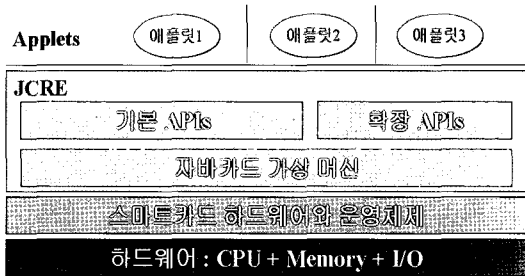 Applets 애플릿1 애플릿2 애플릿3
JCRE
기본 APIs 확장 APIs
자바카드 가상 머신
스마트카드 하드웨어와 운영체제
하드웨어 : CPU + Memory + I/O